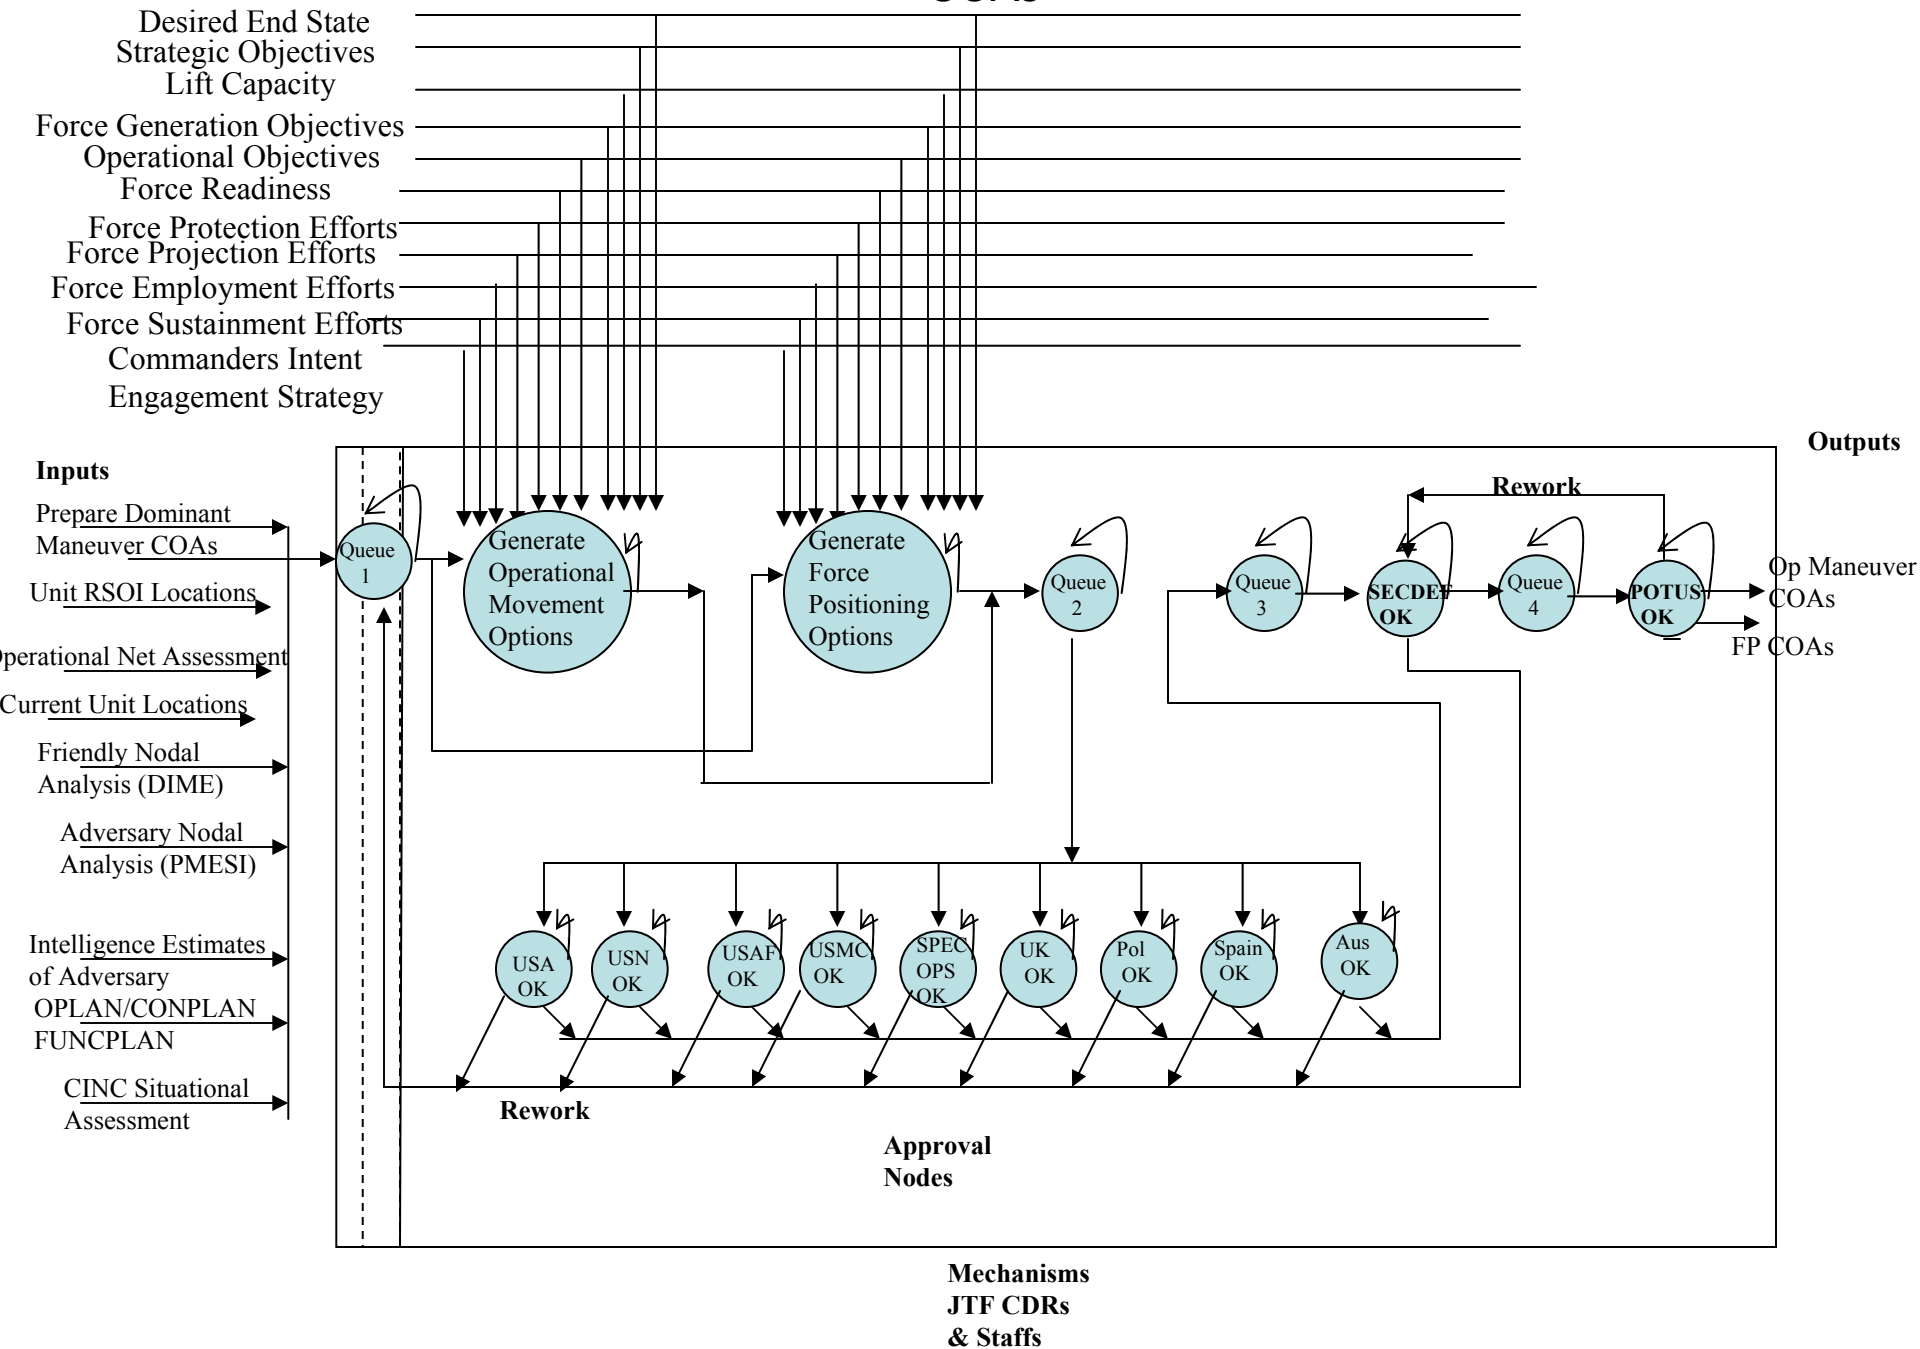 Desired End State
Strategic Objectives
Lift Capacity
Force Generation Objectives
Operational Objectives
Force Readiness
Force Protection Efforts
Force Projection Efforts
Force Employment Efforts
Force Sustainment Efforts
Commanders Intent
Engagement Strategy
Outputs
Inputs
Prepare Dominant
Maneuver COAs
Unit RSOI Locations
Operational Net Assessment
Current Unit Locations
Friendly Nodal
Analysis (DIME)
Adversary Nodal
Analysis (PMESI)
Intelligence Estimates
of Adversary
OPLAN/CONPLAN
FUNCPLAN
CINC Situational
Assessment
Queue
1
Generate
Operational
Movement
Options
Generate
Force
Positioning
Options
Queue
2
Queue
3
Rework
SECDEF
OK
Queue
4
POTUS
OK
Op Maneuver
COAs
FP COAs
USA
OK
USN
OK
USAF
OK
USMC
OK
SPEC
OPS
OK
UK
OK
Pol
OK
Spain
OK
Aus
OK
Rework
Approval
Nodes
Mechanisms
JTF CDRs
& Staffs